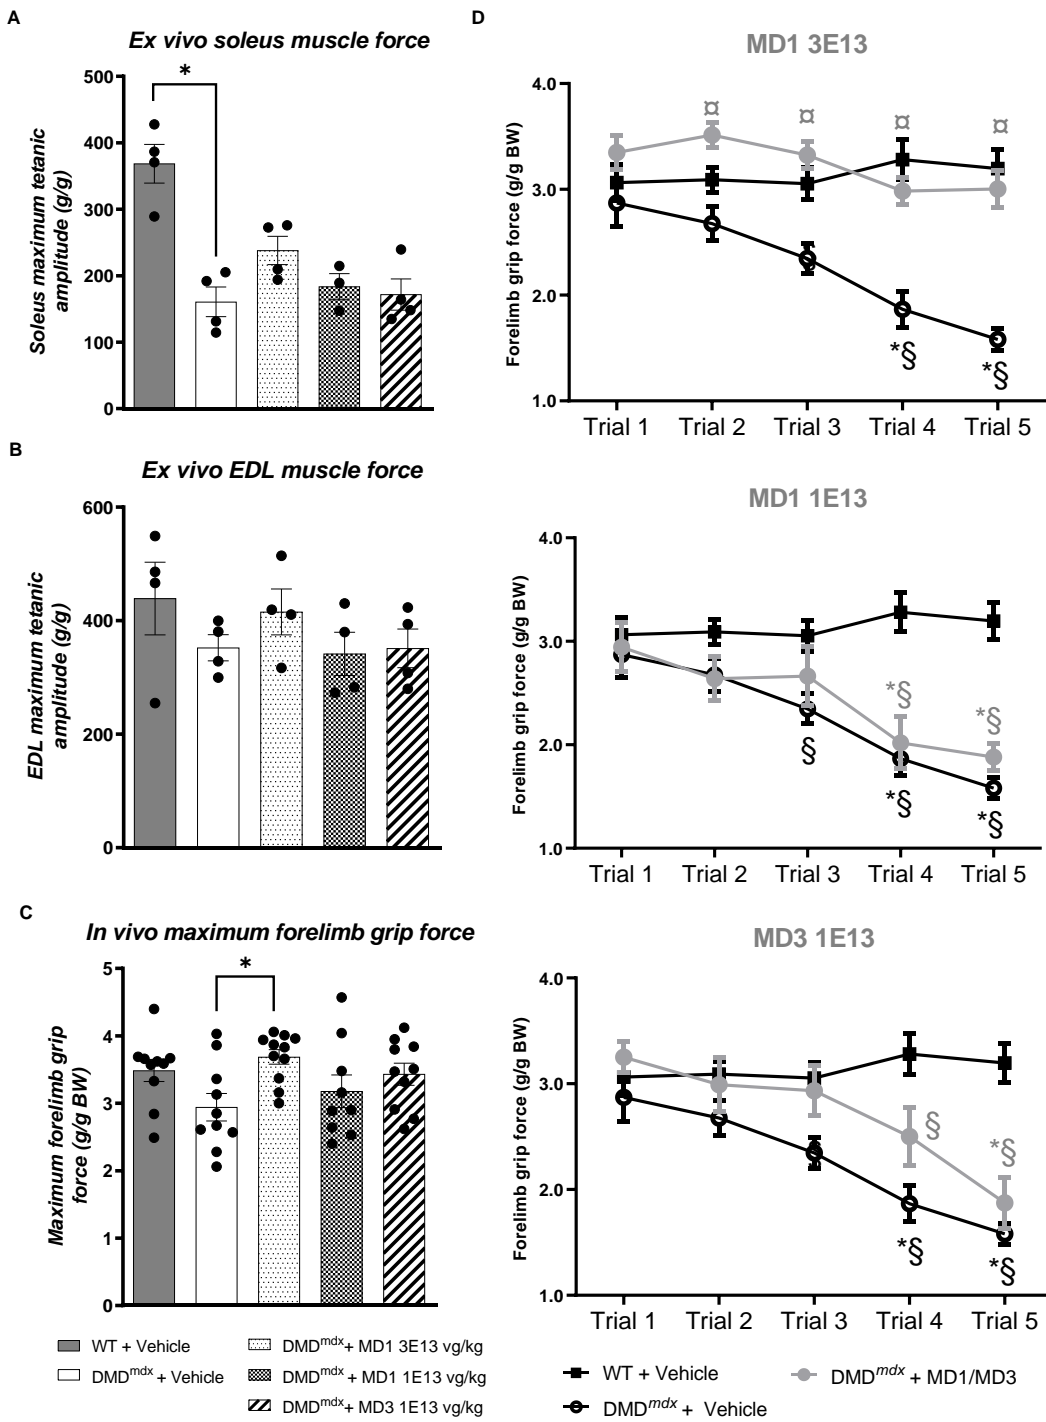 A
Ex vivo soleus muscle force
*
500
400
300
200
100
0
Soleus maximum tetanic
amplitude (g/g)
B
Ex vivo EDL muscle force
600
400
200
0
EDL maximum tetanic
amplitude (g/g)
C
In vivo maximum forelimb grip force
*
5
4
3
2
1
0
Maximum forelimb grip
force (g/g BW)
WT + Vehicle
DMDmdx + Vehicle
DMDmdx + MD1 3E13 vg/kg
DMDmdx + MD1 1E13 vg/kg
DMDmdx + MD3 1E13 vg/kg
D
MD1 3E13
4.0
3.0
2.0
1.0
Forelimb grip force (g/g BW)
¤ ¤ ¤ ¤
§
*§ *§
Trial 1 Trial 2 Trial 3 Trial 4 Trial 5
MD1 1E13
4.0
3.0
2.0
1.0
Forelimb grip force (g/g BW)
*§ *§
§ *§ *§
Trial 1 Trial 2 Trial 3 Trial 4 Trial 5
MD3 1E13
4.0
3.0
2.0
1.0
Forelimb grip force (g/g BW)
§ *§
§
*§ *§
Trial 1 Trial 2 Trial 3 Trial 4 Trial 5
WT + Vehicle
DMDmdx + Vehicle
DMDmdx + MD1/MD3